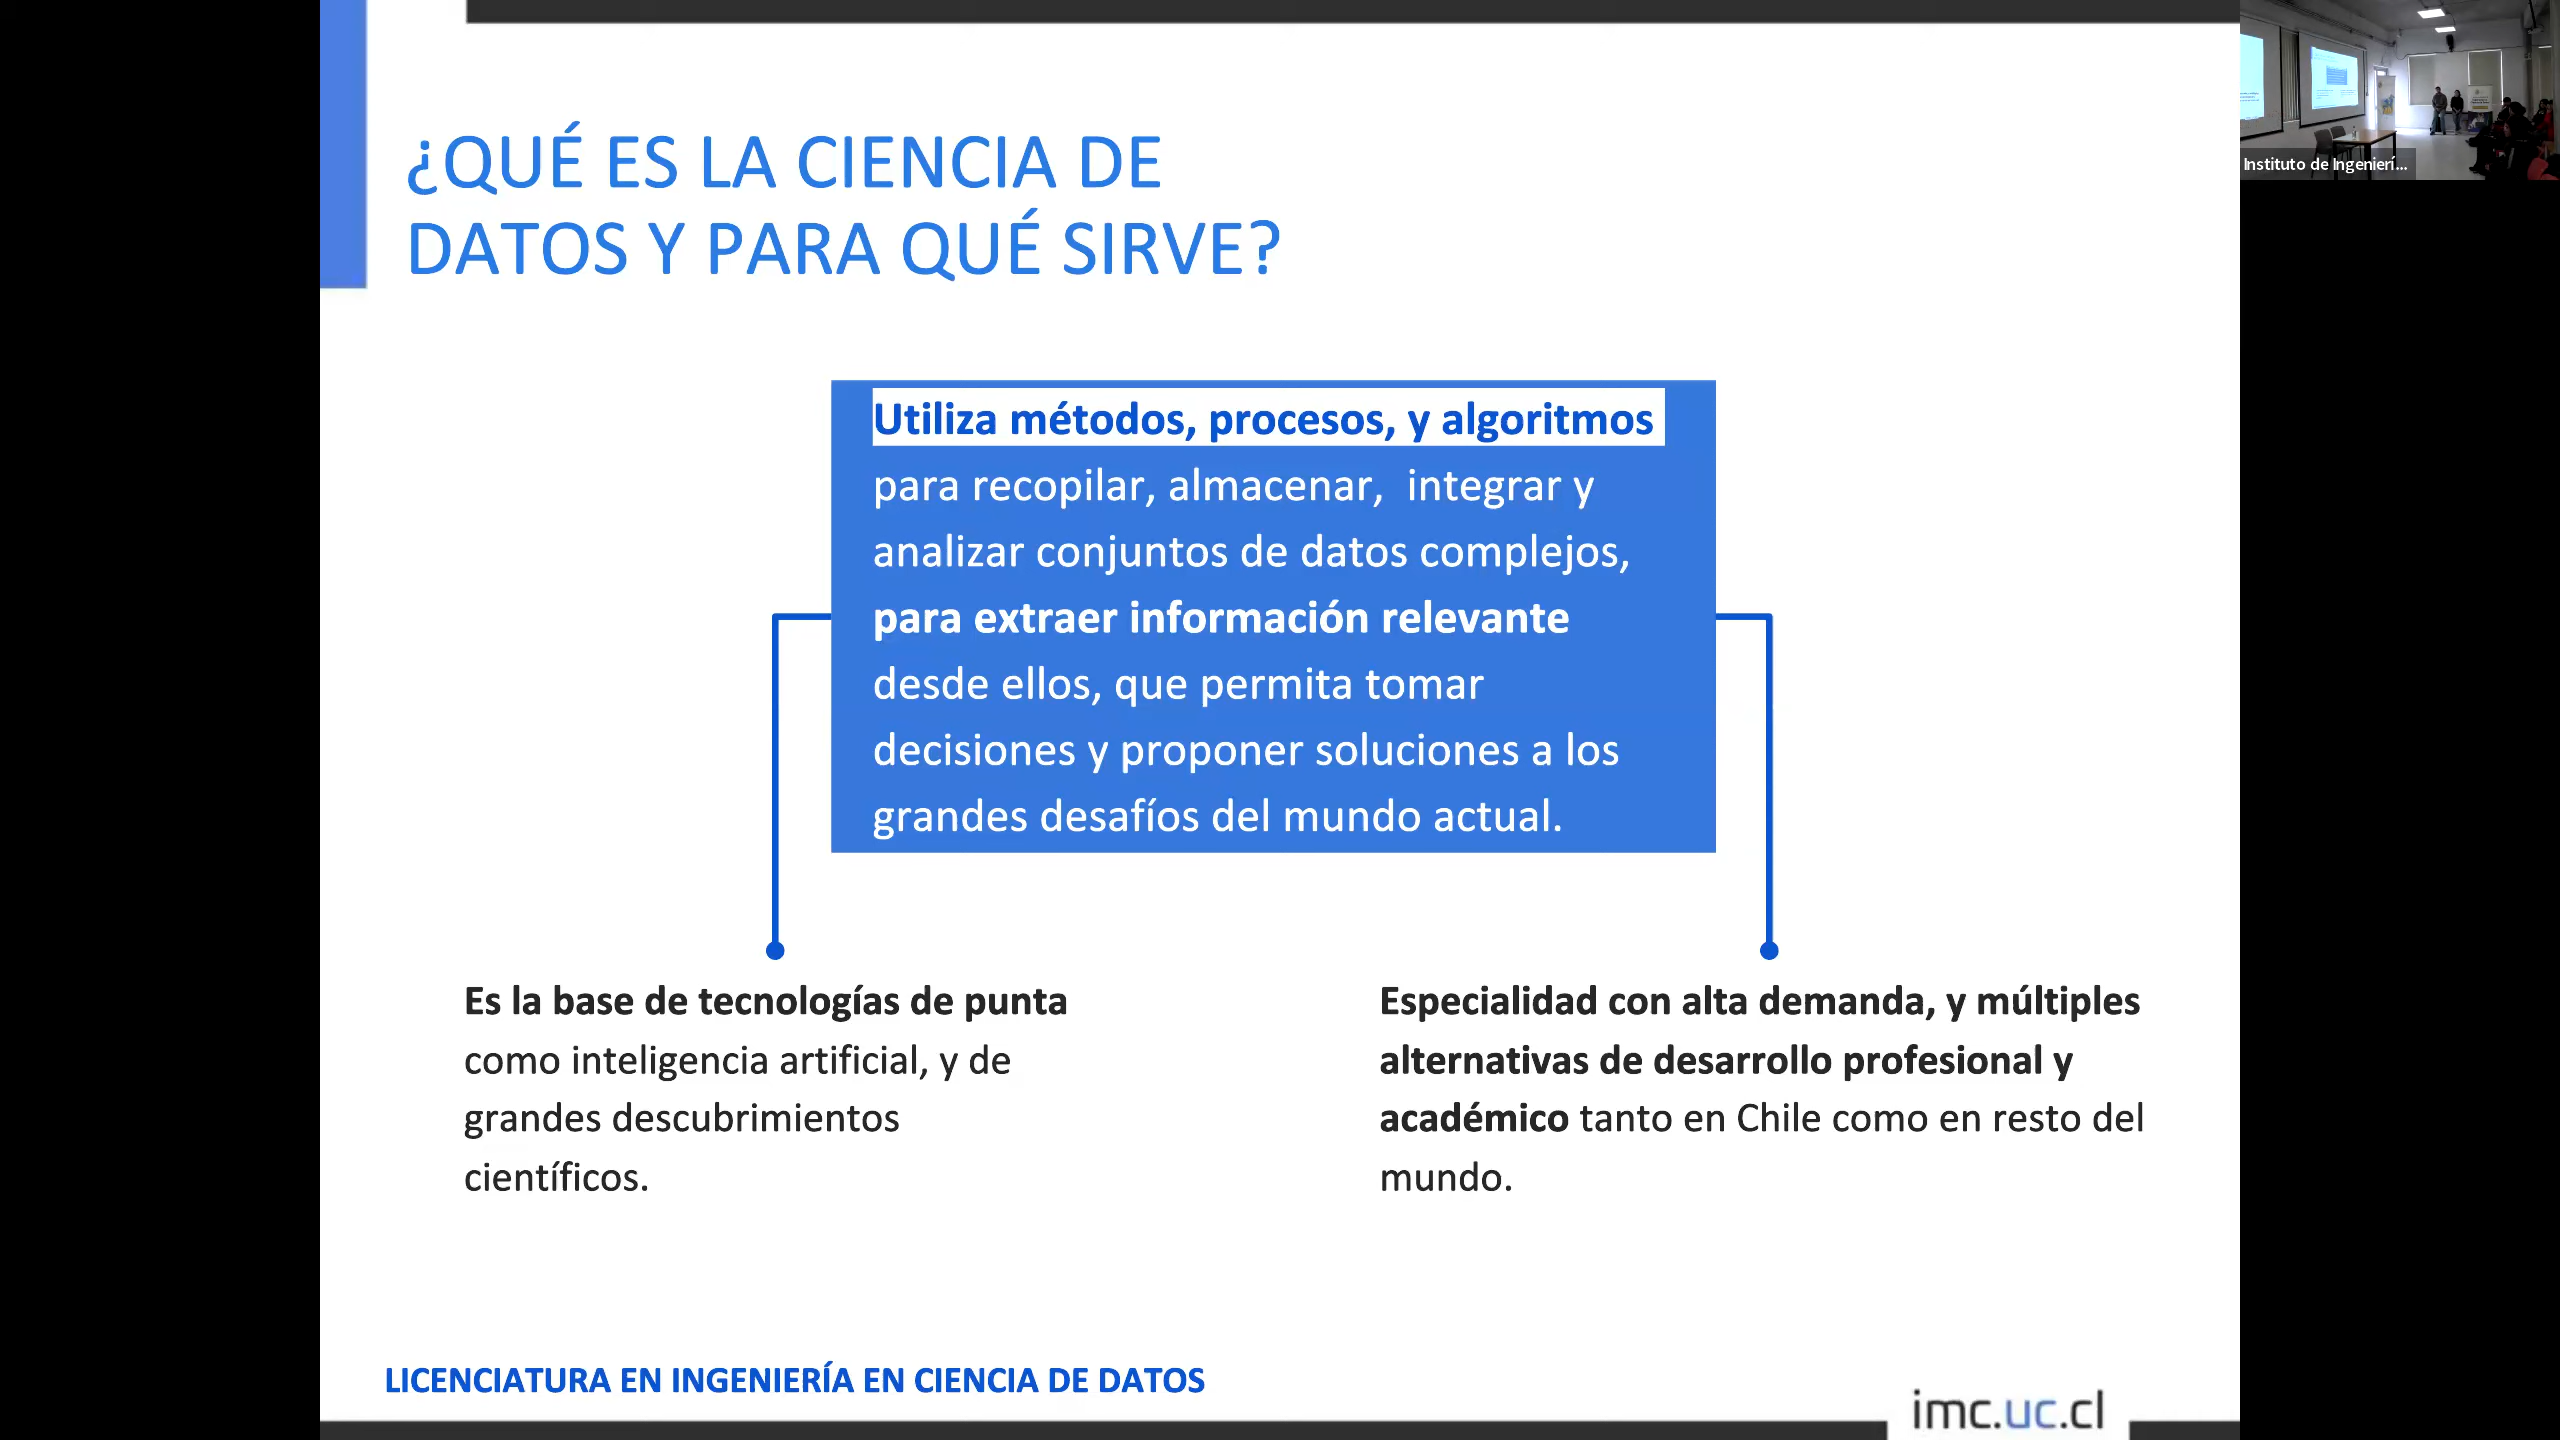 ¿QUÉ ES LA CIENCIA DE
DATOS Y PARA QUÉ SIRVE?
Utiliza métodos, procesos, y algoritmos
para recopilar, almacenar,  integrar y
analizar conjuntos de datos complejos,
para extraer información relevante
desde ellos, que permita tomar
decisiones y proponer soluciones a los
grandes desafíos del mundo actual.
Es la base de tecnologías de punta
como inteligencia artificial, y de
grandes descubrimientos
científicos.
Especialidad con alta demanda, y múltiples
alternativas de desarrollo profesional y
académico tanto en Chile como en resto del
mundo.
LICENCIATURA EN INGENIERÍA EN CIENCIA DE DATOS
imc.uc.cl
Instituto de Ingenierí...